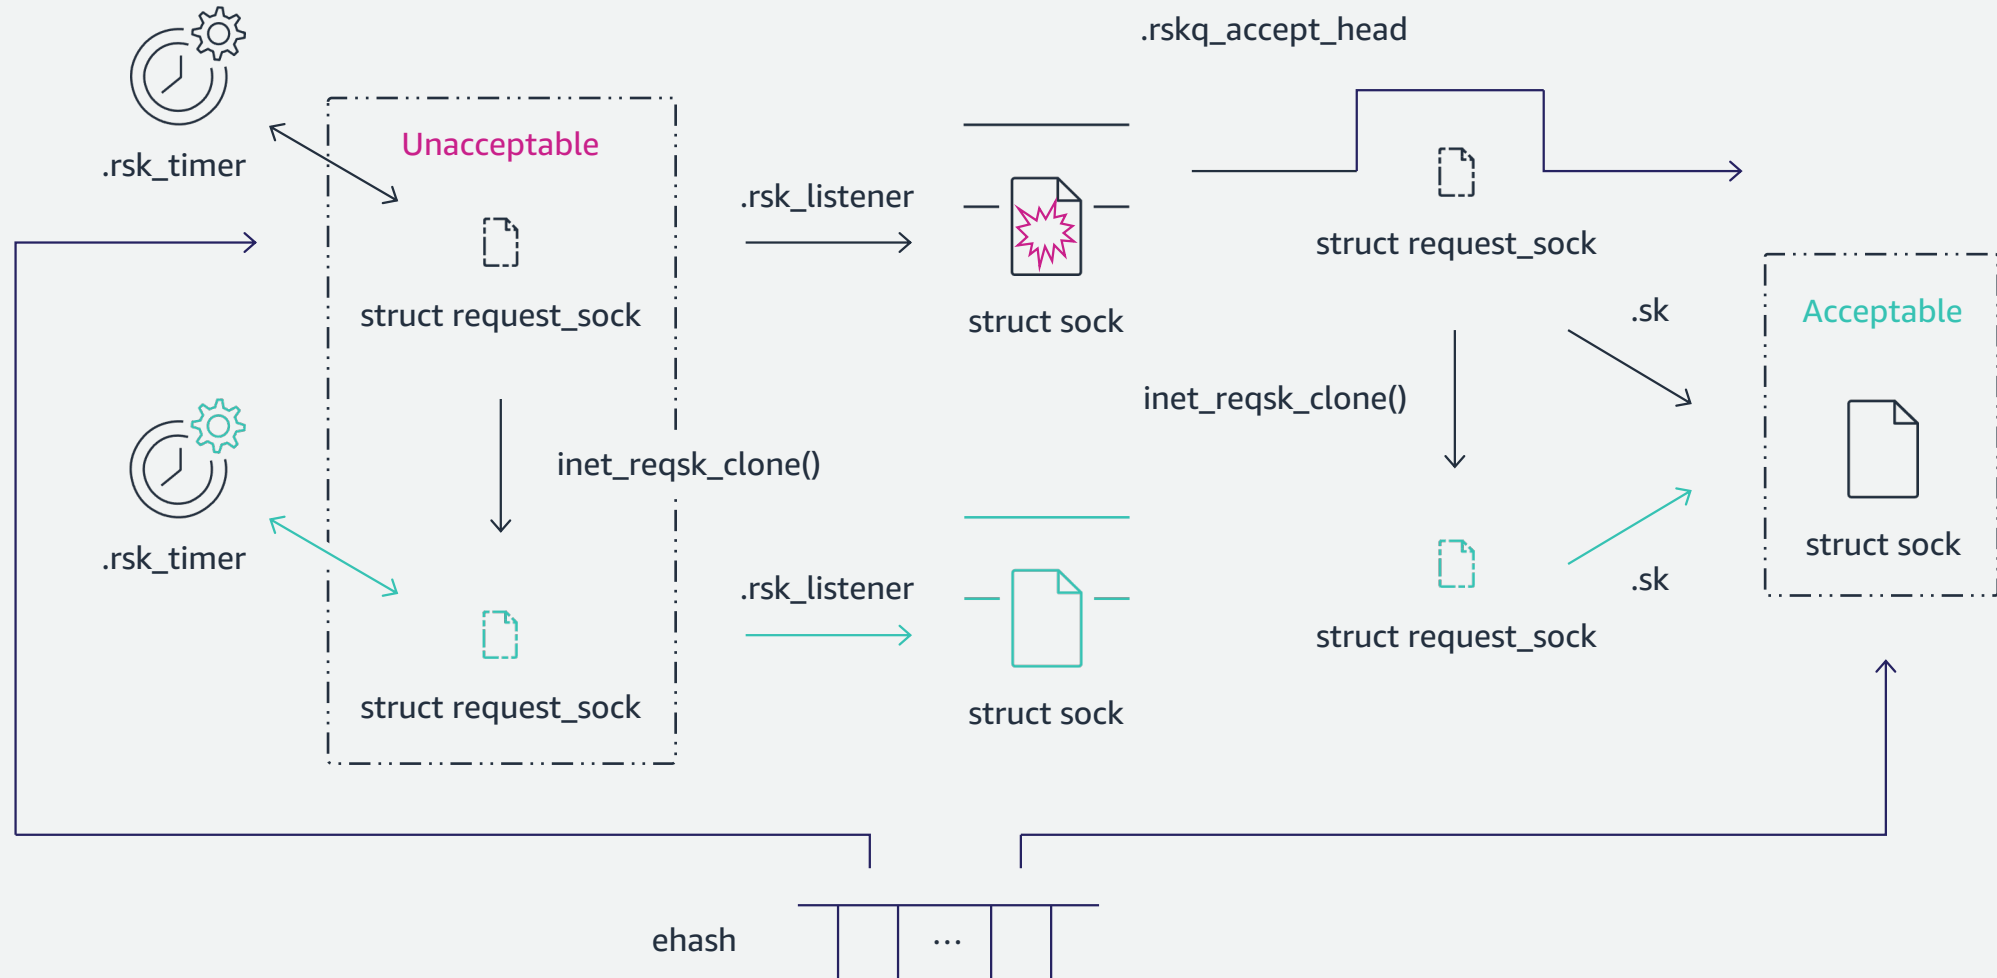 .rskq_accept_head
.rsk_timer
Unacceptable
.rsk_listener
struct request_sock
struct request_sock
struct sock
.sk
Acceptable
inet_reqsk_clone()
inet_reqsk_clone()
.rsk_timer
struct sock
.rsk_listener
.sk
struct request_sock
struct request_sock
struct sock
ehash
...